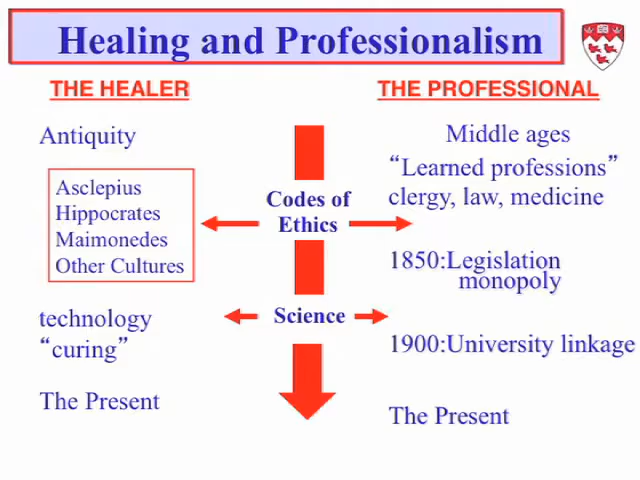 Healing and Professionalism
THE HEALER
Antiquity
Asclepius
Hippocrates
Maimonedes
Other Cultures
technology
“curing”
The Present
Codes of
Ethics
Science
THE PROFESSIONAL
Middle ages
“Learned professions”
clergy, law, medicine
1850:Legislation
monopoly
1900:University linkage
The Present